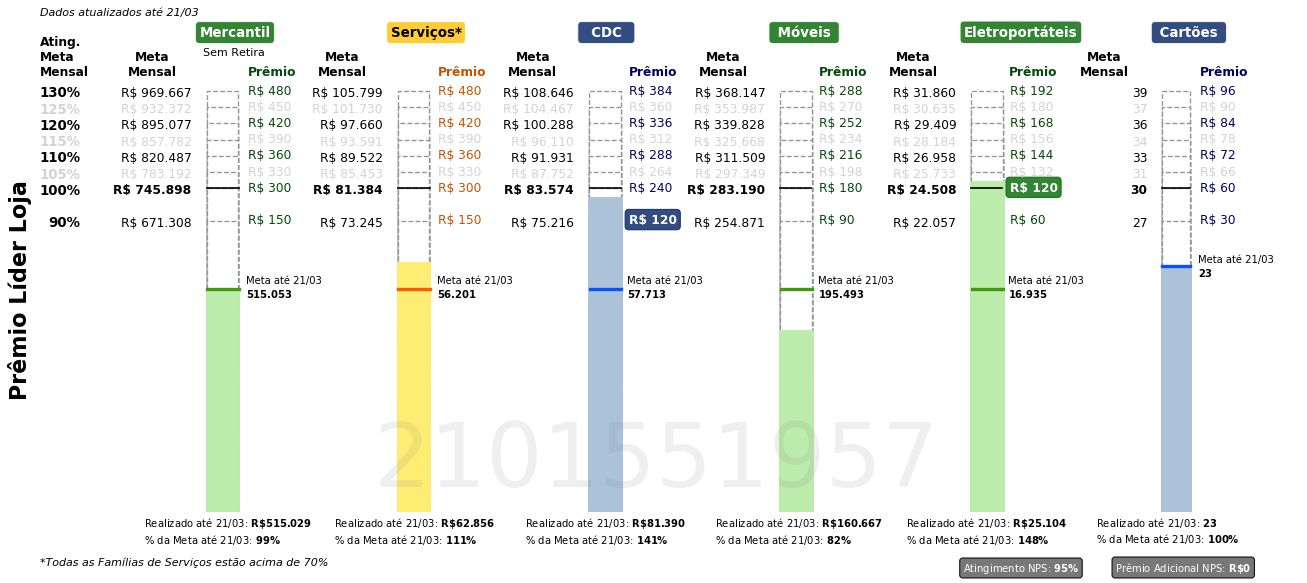 Dados atualizados até 21/03
Mercantil Serviços* CDC Móveis Eletroportáteis Cartões
Sem Retira
Ating. Meta Mensal
Meta Mensal Prêmio Meta Mensal Prêmio Meta Mensal Prêmio Meta Mensal Prêmio Meta Mensal Prêmio Meta Mensal Prêmio
130% R$ 969.667 R$ 480 R$ 105.799 R$ 480 R$ 108.646 R$ 384 R$ 368.147 R$ 288 R$ 31.860 R$ 192 39 R$ 96
125% R$ 932.372 R$ 450 R$ 101.730 R$ 450 R$ 104.467 R$ 360 R$ 353.987 R$ 270 R$ 30.635 R$ 180 37 R$ 90
120% R$ 895.077 R$ 420 R$ 97.660 R$ 420 R$ 100.288 R$ 336 R$ 339.828 R$ 252 R$ 29.409 R$ 168 36 R$ 84
115% R$ 857.782 R$ 390 R$ 93.591 R$ 390 R$ 96.110 R$ 312 R$ 325.668 R$ 234 R$ 28.184 R$ 156 34 R$ 78
110% R$ 820.487 R$ 360 R$ 89.522 R$ 360 R$ 91.931 R$ 288 R$ 311.509 R$ 216 R$ 26.958 R$ 144 33 R$ 72
105% R$ 783.192 R$ 330 R$ 85.453 R$ 330 R$ 87.752 R$ 264 R$ 297.349 R$ 198 R$ 25.733 R$ 132 31 R$ 66
100% R$ 745.898 R$ 300 R$ 81.384 R$ 300 R$ 83.574 R$ 240 R$ 283.190 R$ 180 R$ 24.508 R$ 120 30 R$ 60
90% R$ 671.308 R$ 150 R$ 73.245 R$ 150 R$ 75.216 R$ 120 R$ 254.871 R$ 90 R$ 22.057 R$ 60 27 R$ 30
Prêmio Líder Loja
Meta até 21/03
515.053
Meta até 21/03
56.201
Meta até 21/03
57.713
Meta até 21/03
195.493
Meta até 21/03
16.935
Meta até 21/03
23
2101551957
Realizado até 21/03: R$515.029
% da Meta até 21/03: 99%
Realizado até 21/03: R$62.856
% da Meta até 21/03: 111%
Realizado até 21/03: R$81.390
% da Meta até 21/03: 141%
Realizado até 21/03: R$160.667
% da Meta até 21/03: 82%
Realizado até 21/03: R$25.104
% da Meta até 21/03: 148%
Realizado até 21/03: 23
% da Meta até 21/03: 100%
*Todas as Famílias de Serviços estão acima de 70%
Atingimento NPS: 95%
Prêmio Adicional NPS: R$0